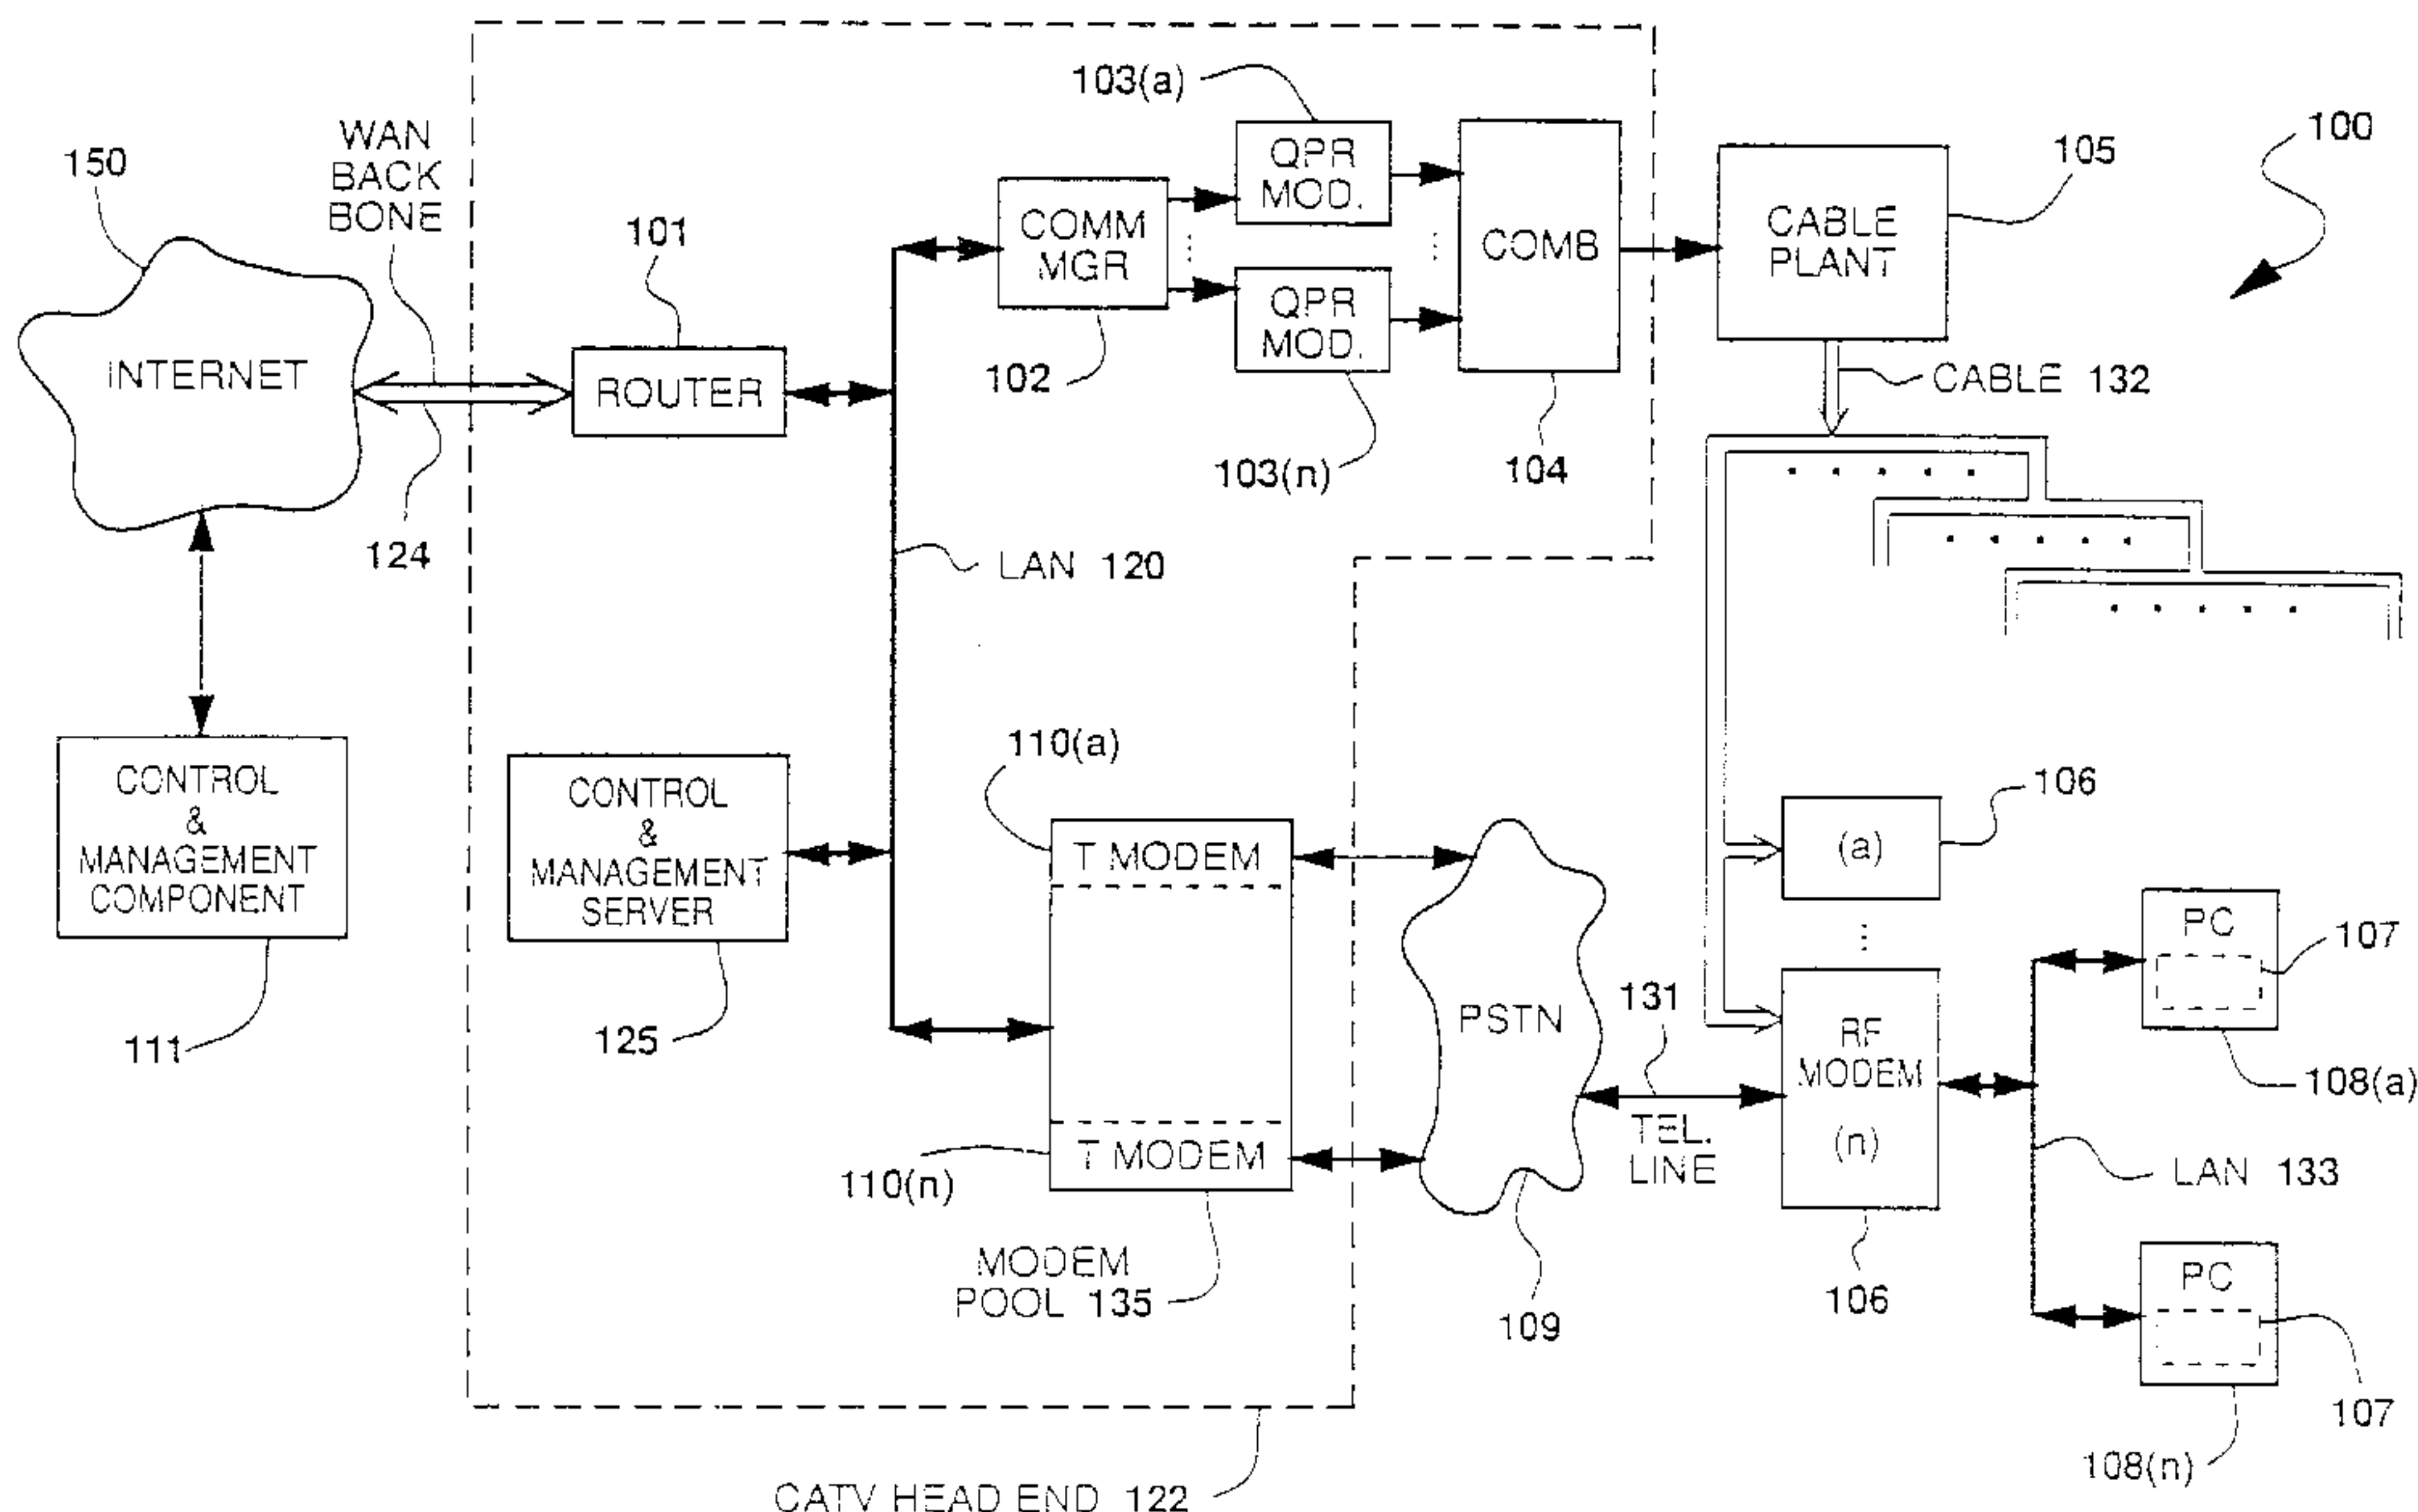 103(a)
WAN
BACK
BONE
150
100
105
QPR
MOD.
COMM
MGR
COMB
CABLE
PLANT
101
QPR
MOD.
INTERNET
ROUTER
102
CABLE 132
103(n)
104
124
LAN 120
110(a)
106
CONTROL
&
MANAGEMENT
COMPONENT
CONTROL
&
MANAGEMENT
SERVER
T MODEM
(a)
PC
107
131
PSTN
RF
MODEM
(n)
111
125
108(a)
TEL.
LINE
T MODEM
110(n)
LAN 133
MODEM
POOL 135
109
106
PC
107
108(n)
CATV HEAD END 122